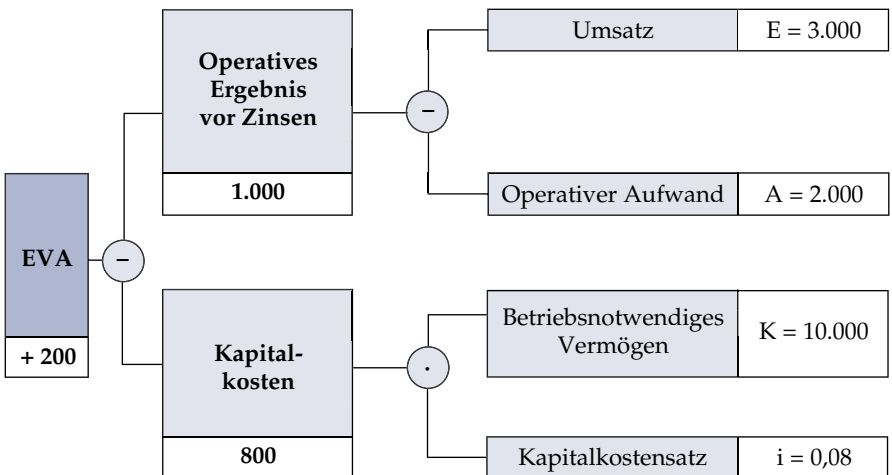 Operatives
Ergebnis
vor Zinsen
1.000
–
Umsatz
E = 3.000
Operativer Aufwand
A = 2.000
EVA
+ 200
–
Kapital-
kosten
800
·
Betriebsnotwendiges
Vermögen
K = 10.000
Kapitalkostensatz
i = 0,08